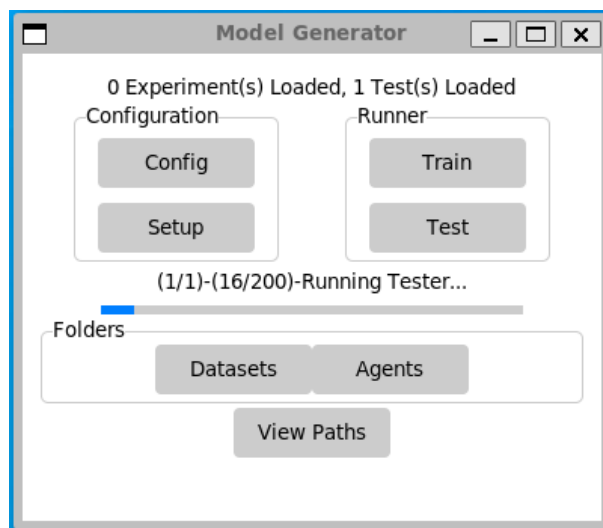 Model Generator
0 Experiment(s) Loaded, 1 Test(s) Loaded
Configuration
Runner
Config
Train
Setup
Test
(1/1)-(16/200)-Running Tester...
Folders
Datasets
Agents
View Paths